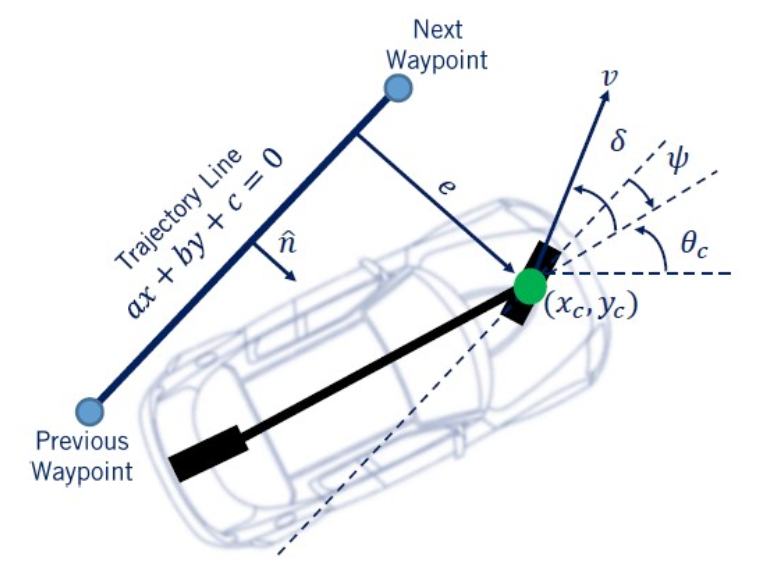 Next
Waypoint
v
δ
ψ
Trajectory Line
ax + by + c = 0
e
n̂
θ_c
(x_c, y_c)
Previous
Waypoint